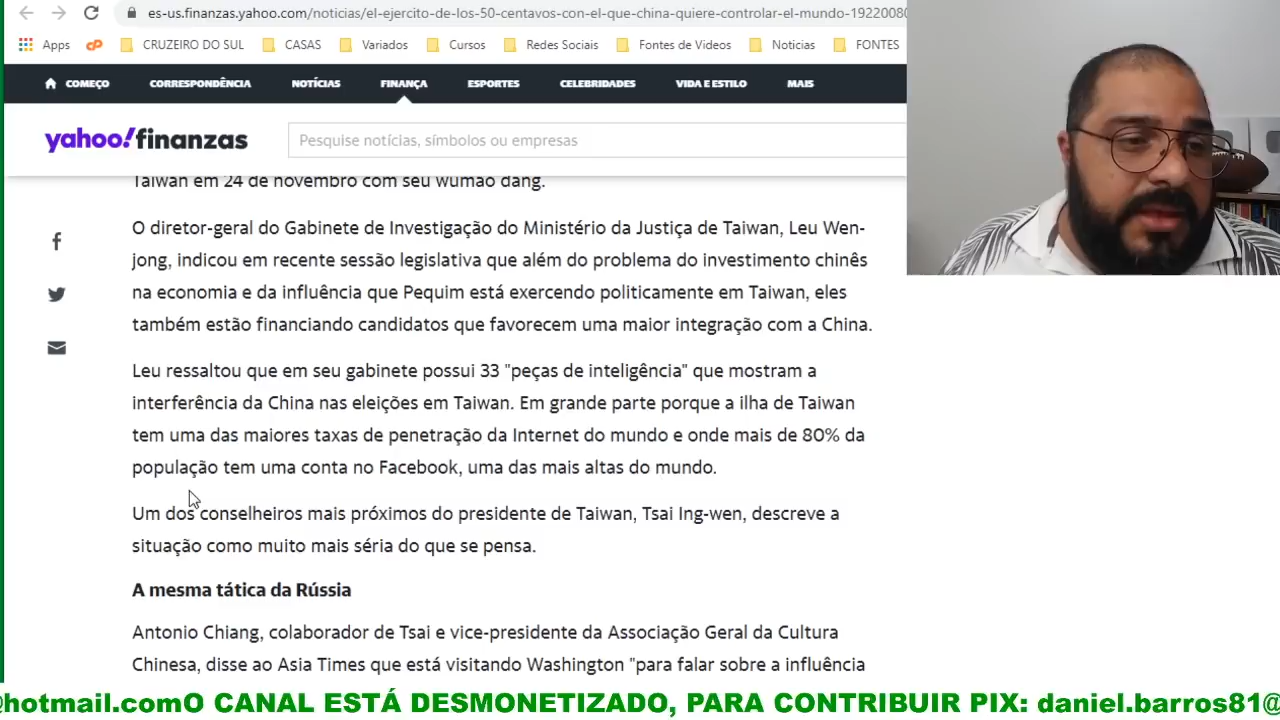 es-us.finanzas.yahoo.com/noticias/el-ejercito-de-los-50-centavos-con-el-que-china-quiere-controlar-el-mundo-19220080
Apps CRUZEIRO DO SUL CASAS Variados Cursos Redes Sociais Fontes de Videos Noticias FONTES
COMEÇO CORRESPONDÊNCIA NOTÍCIAS FINANÇA ESPORTES CELEBRIDADES VIDA E ESTILO MAIS
yahoo!finanzas Pesquise notícias, símbolos ou empresas
Taiwan em 24 de novembro com seu wumao dang.
O diretor-geral do Gabinete de Investigação do Ministério da Justiça de Taiwan, Leu Wen-
jong, indicou em recente sessão legislativa que além do problema do investimento chinês
na economia e da influência que Pequim está exercendo politicamente em Taiwan, eles
também estão financiando candidatos que favorecem uma maior integração com a China.
Leu ressaltou que em seu gabinete possui 33 "peças de inteligência" que mostram a
interferência da China nas eleições em Taiwan. Em grande parte porque a ilha de Taiwan
tem uma das maiores taxas de penetração da Internet do mundo e onde mais de 80% da
população tem uma conta no Facebook, uma das mais altas do mundo.
Um dos conselheiros mais próximos do presidente de Taiwan, Tsai Ing-wen, descreve a
situação como muito mais séria do que se pensa.
A mesma tática da Rússia
Antonio Chiang, colaborador de Tsai e vice-presidente da Associação Geral da Cultura
Chinesa, disse ao Asia Times que está visitando Washington "para falar sobre a influência
@hotmail.comO CANAL ESTÁ DESMONETIZADO, PARA CONTRIBUIR PIX: daniel.barros81@